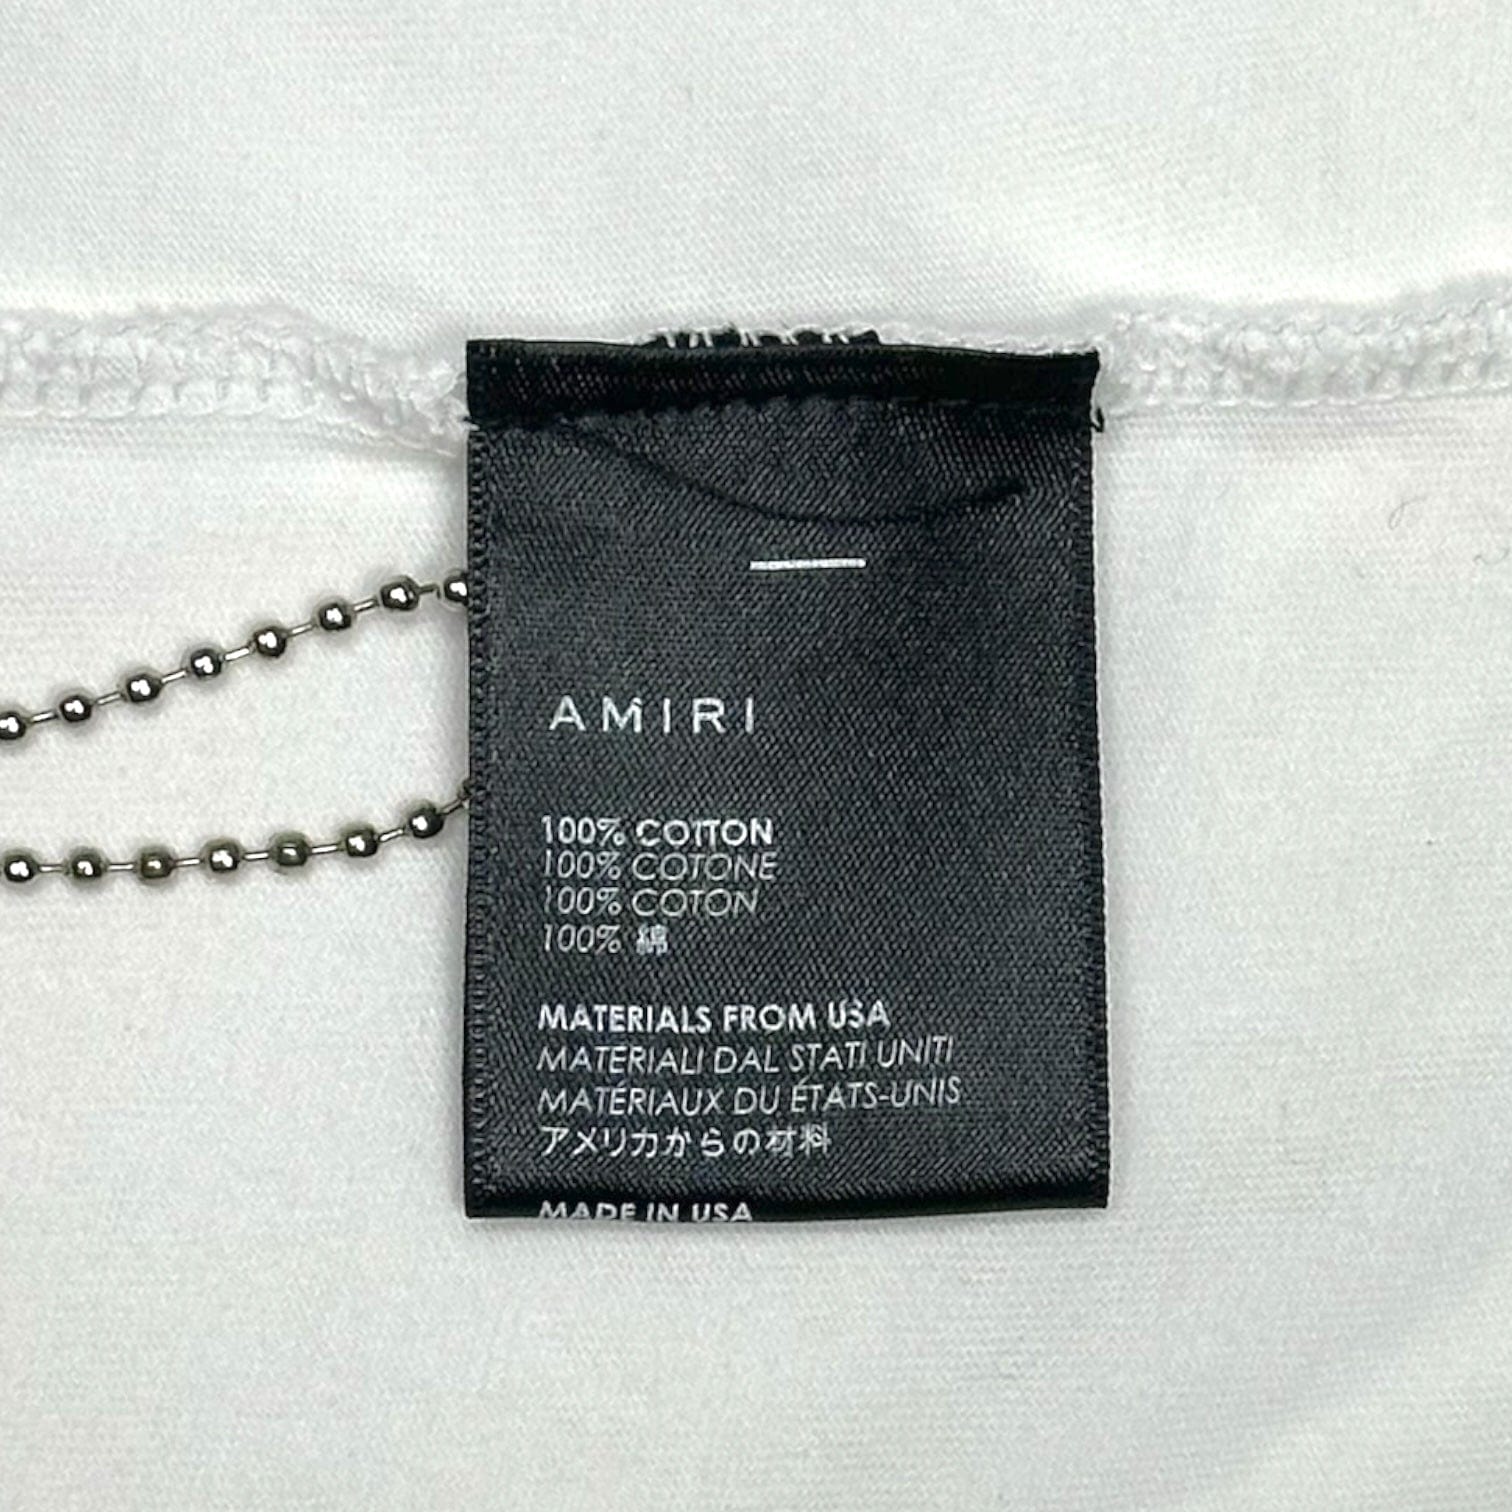 AMIRI
100% COTTON
100% COTONE
100% COTON
100% 綿
MATERIALS FROM USA
MATERIALI DAL STATI UNITI
MATÉRIAUX DU ÉTATS-UNIS
アメリカからの材料
MADE IN USA